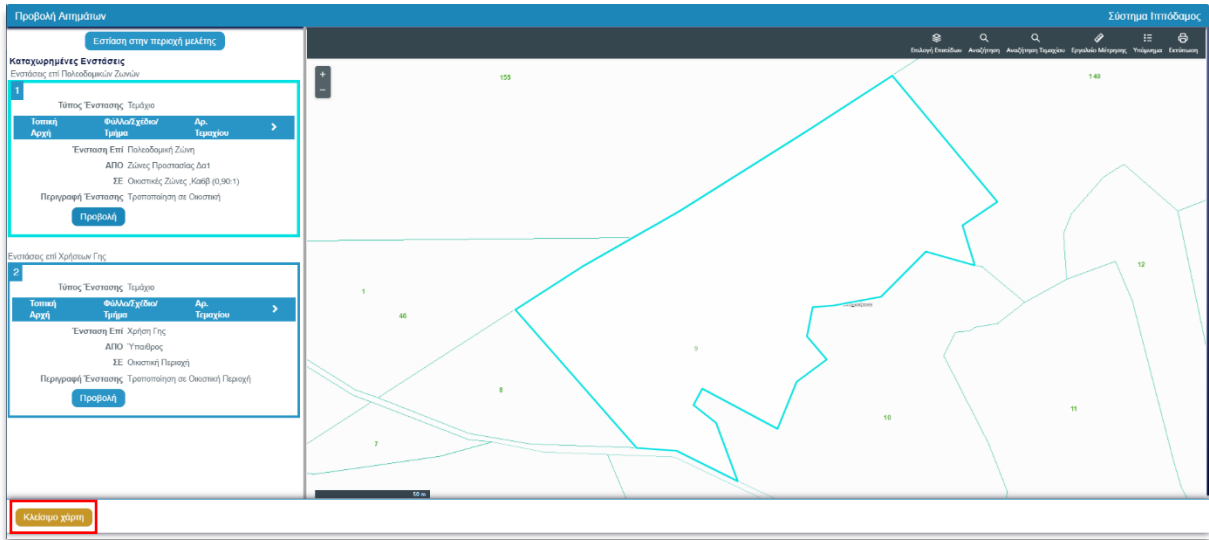 Προβολή Αιτημάτων
Σύστημα Ιππόδαμος
Εστίαση στην περιοχή μελέτης
Επιλογή Επιπέδων Αναζήτηση Αναζήτηση Τεμαχίου Εργαλείο Μέτρησης Υπόμνημα Εκτύπωση
Καταχωρημένες Ενστάσεις
Ενστάσεις επί Πολεοδομικών Ζωνών
1
Τύπος Ένστασης Τεμάχιο
Τοπική Αρχή Φύλλο/Σχέδιο/Τμήμα Αρ. Τεμαχίου
Ένσταση Επί Πολεοδομική Ζώνη
ΑΠΟ Ζώνες Προστασίας Δα1
ΣΕ Οικιστικές Ζώνες ,Κα6β (0,90:1)
Περιγραφή Ένστασης Τροποποίηση σε Οικιστική
Προβολή
Ενστάσεις επί Χρήσεων Γης
2
Τύπος Ένστασης Τεμάχιο
Τοπική Αρχή Φύλλο/Σχέδιο/Τμήμα Αρ. Τεμαχίου
Ένσταση Επί Χρήση Γης
ΑΠΟ Ύπαιθρος
ΣΕ Οικιστική Περιοχή
Περιγραφή Ένστασης Τροποποίηση σε Οικιστική Περιοχή
Προβολή
+
−
155
140
12
1
46
9
8
10
11
7
50 m
Κλείσιμο χάρτη